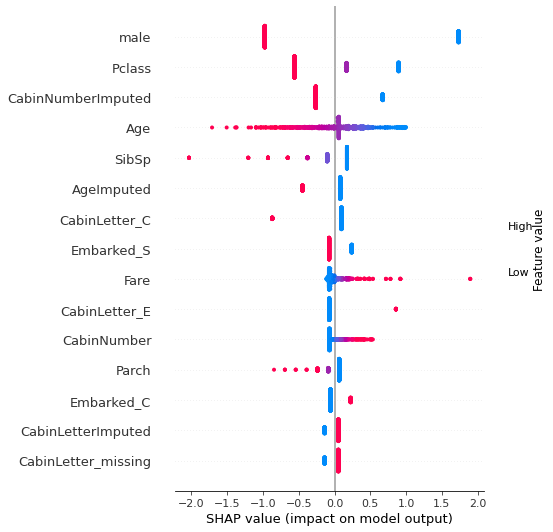 male
Pclass
CabinNumberImputed
Age
SibSp
AgeImputed
CabinLetter_C
Embarked_S
Fare
CabinLetter_E
CabinNumber
Parch
Embarked_C
CabinLetterImputed
CabinLetter_missing
−2.0 −1.5 −1.0 −0.5 0.0 0.5 1.0 1.5 2.0
SHAP value (impact on model output)
High
Low
Feature value